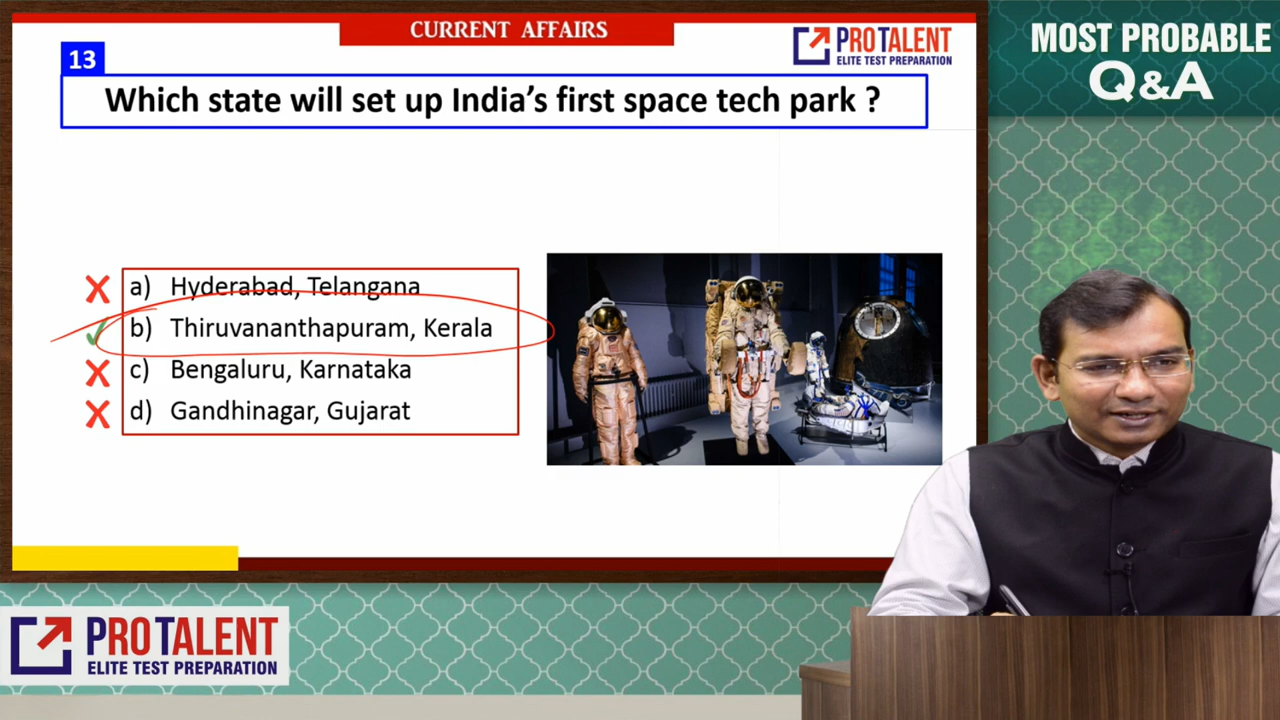 CURRENT AFFAIRS
PROTALENT
ELITE TEST PREPARATION
MOST PROBABLE
Q&A
13
Which state will set up India's first space tech park ?
a) Hyderabad, Telangana
b) Thiruvananthapuram, Kerala
c) Bengaluru, Karnataka
d) Gandhinagar, Gujarat
PROTALENT
ELITE TEST PREPARATION